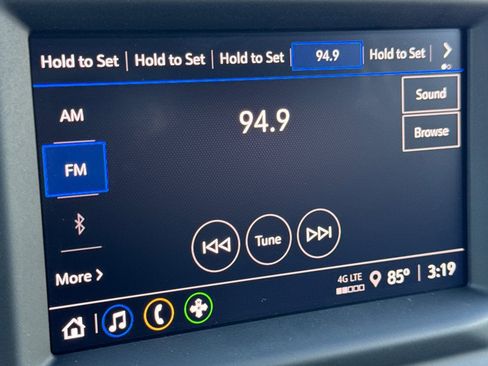 Hold to Set Hold to Set Hold to Set 94.9 Hold to Set
AM
94.9
Sound
Browse
FM
Tune
More
4G LTE
85° 3:19